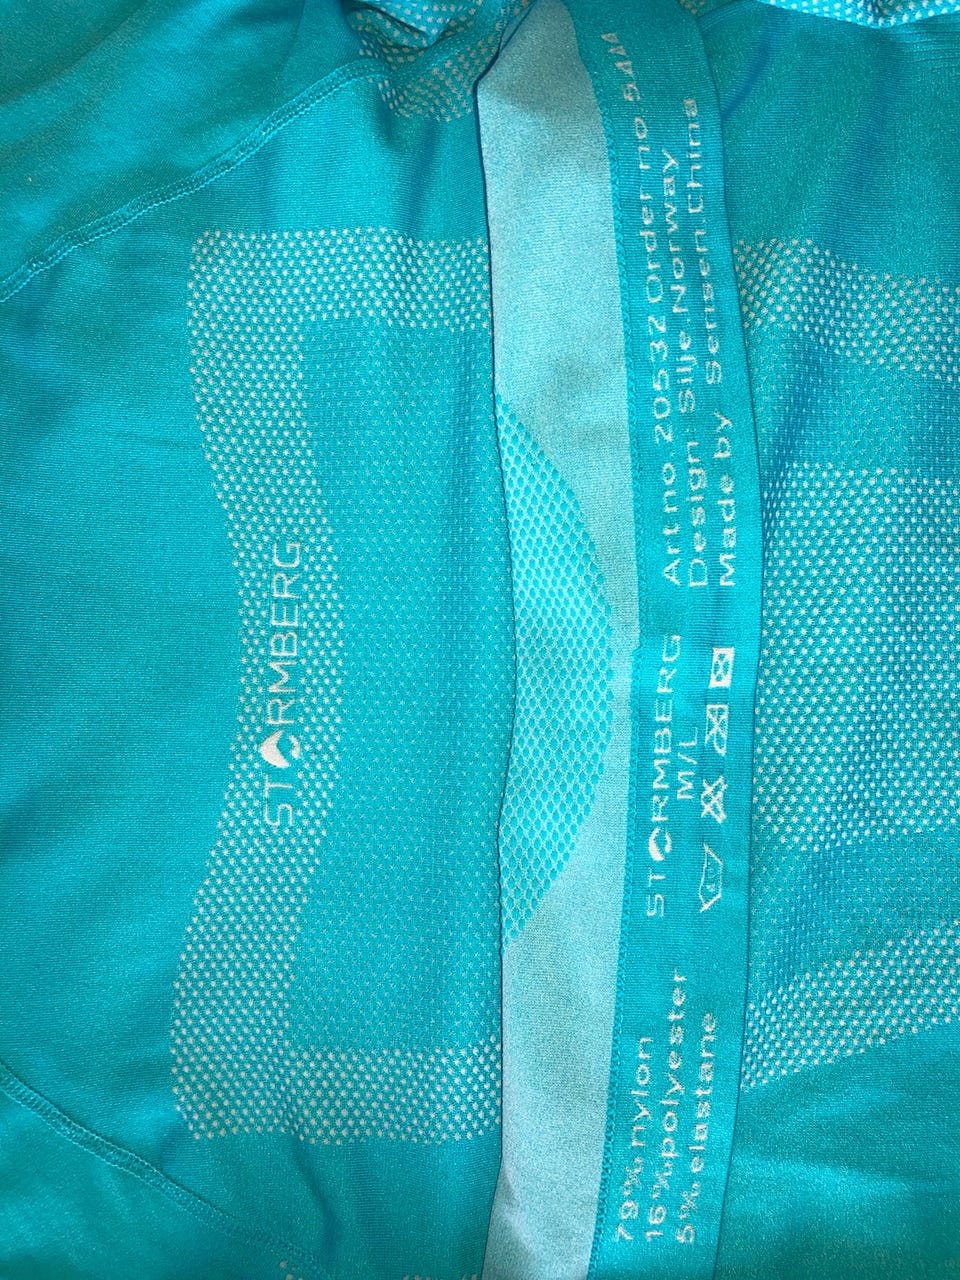 STORMBERG
79% nylon
16% polyester
5% elastane
STORMBERG
M/L
Art no. 20532 Order no 5444
Design: Silje Norway
Made by Sensen.China